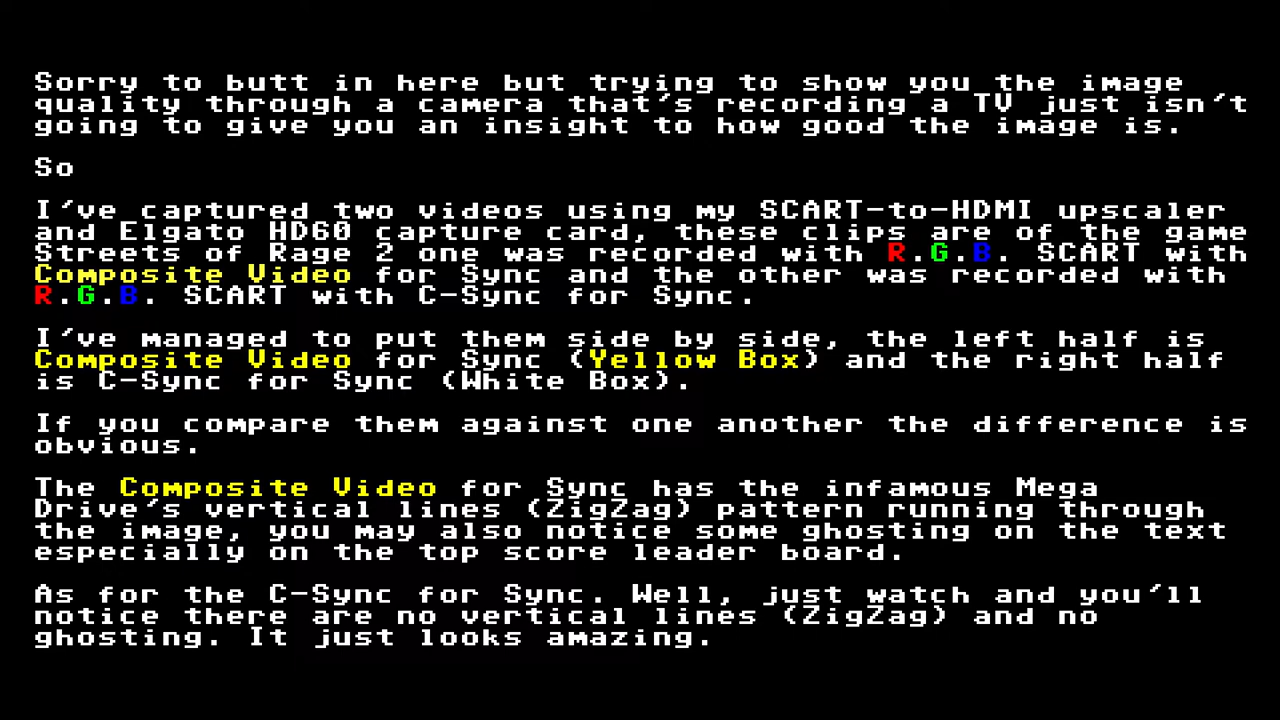 Sorry to butt in here but trying to show you the image
quality through a camera that's recording a TV just isn't
going to give you an insight to how good the image is.
So
I've captured two videos using my SCART-to-HDMI upscaler
and Elgato HD60 capture card, these clips are of the game
Streets of Rage 2 one was recorded with R.G.B. SCART with
Composite Video for Sync and the other was recorded with
R.G.B. SCART with C-Sync for Sync.
I've managed to put them side by side, the left half is
Composite Video for Sync (Yellow Box) and the right half
is C-Sync for Sync (White Box).
If you compare them against one another the difference is
obvious.
The Composite Video for Sync has the infamous Mega
Drive's vertical lines (ZigZag) pattern running through
the image, you may also notice some ghosting on the text
especially on the top score leader board.
As for the C-Sync for Sync. Well, just watch and you'll
notice there are no vertical lines (ZigZag) and no
ghosting. It just looks amazing.